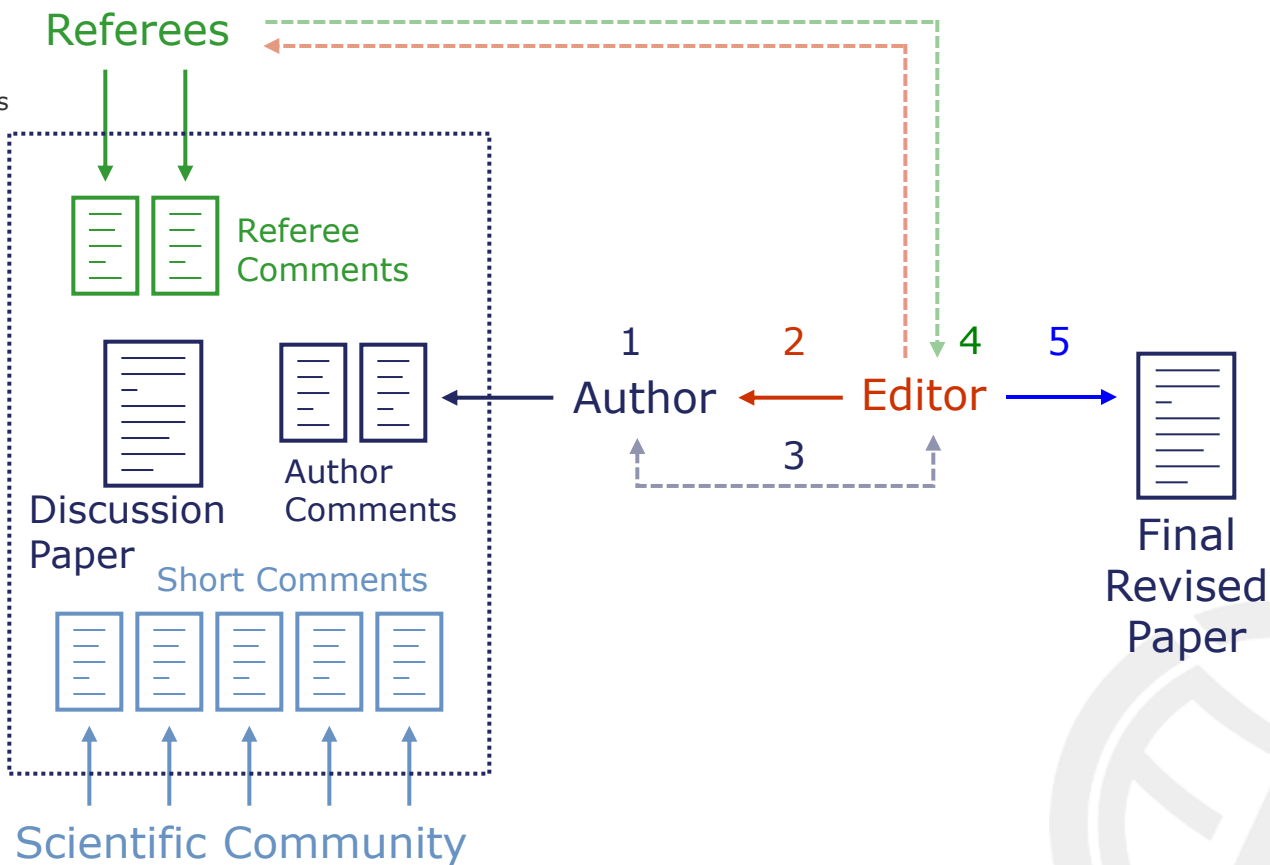 Referees
s
Referee
Comments
1
2
4
5
Author
Editor
3
Author
Comments
Discussion
Paper
Short Comments
Final
Revised
Paper
Scientific Community